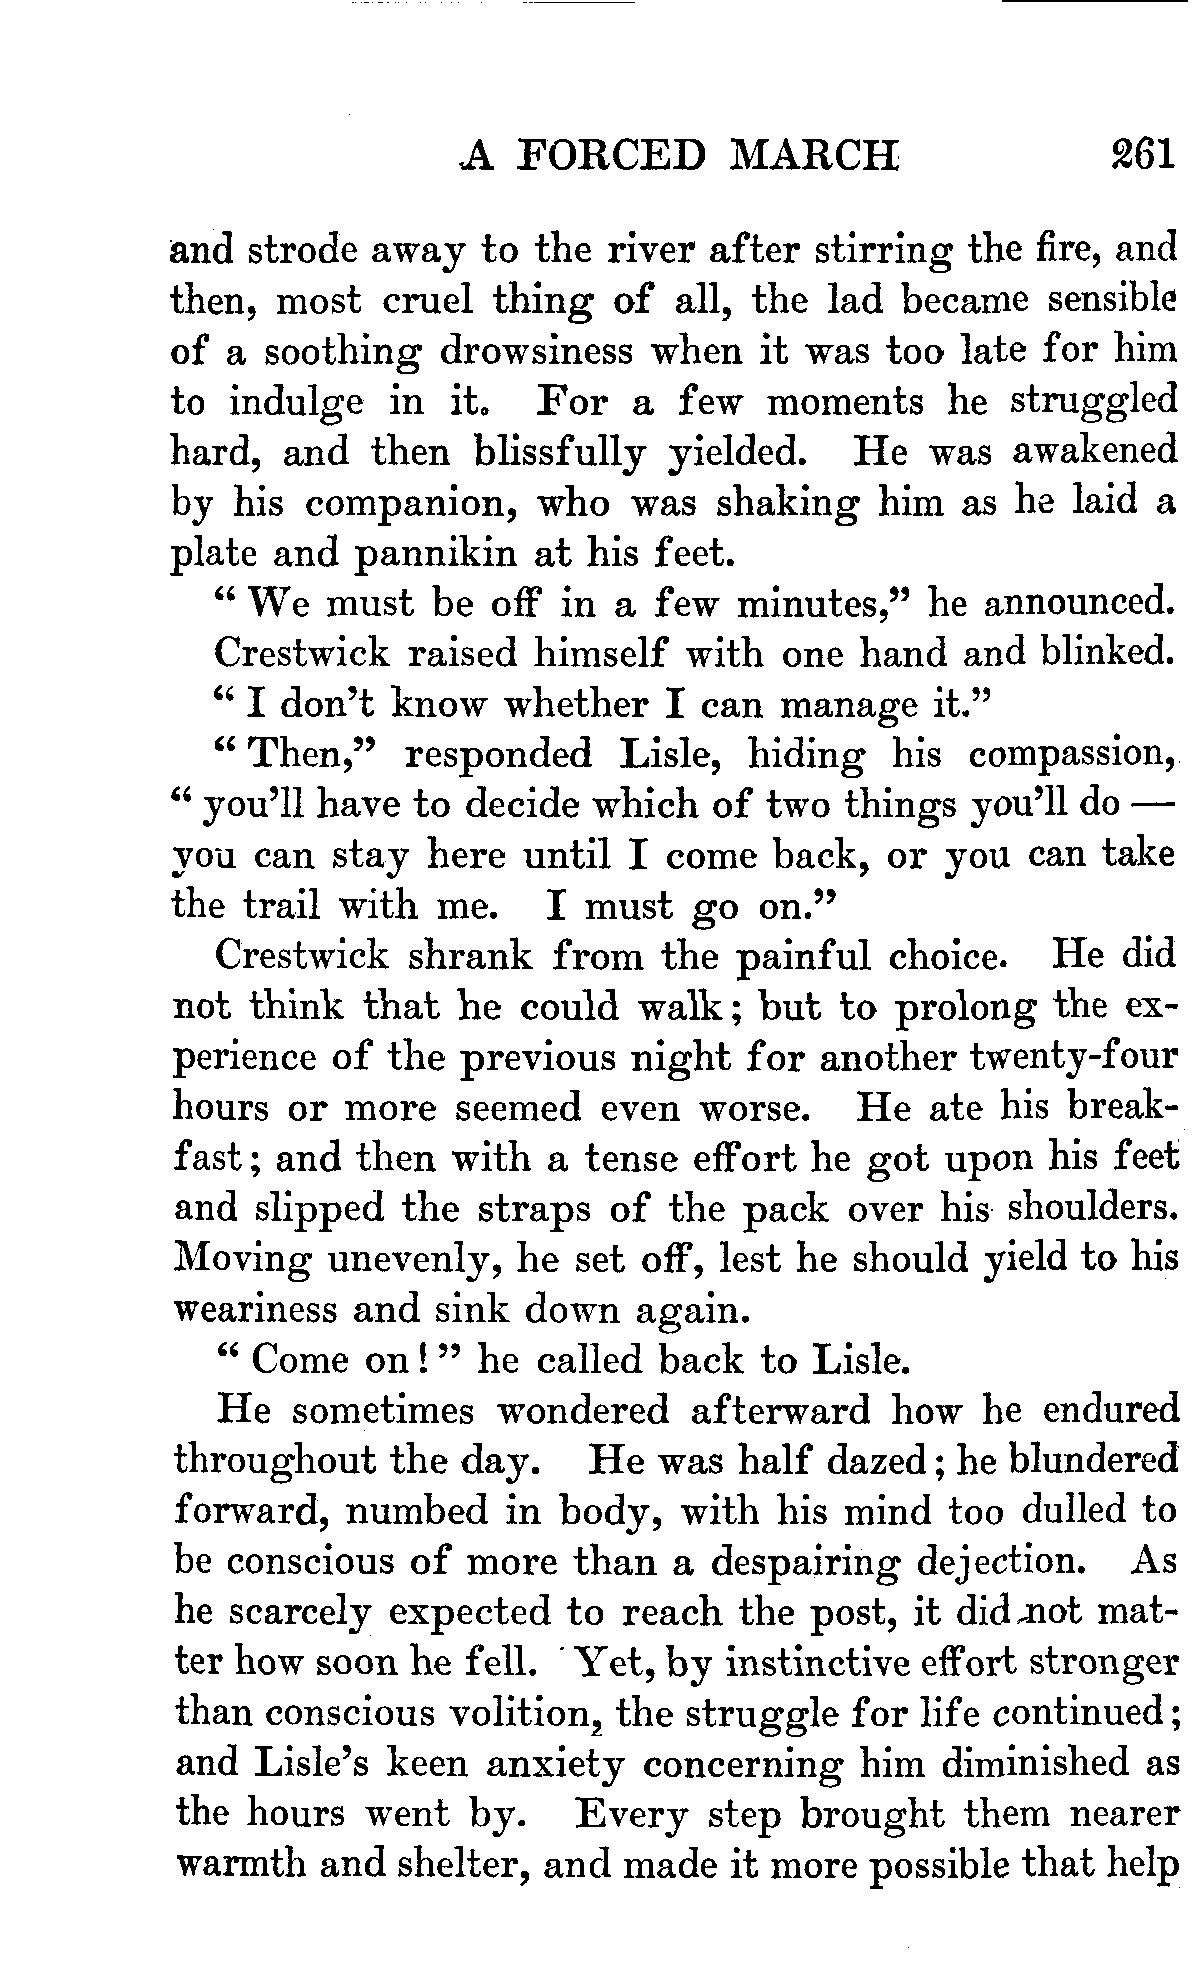 A FORCED MARCH 261
and strode away to the river after stirring the fire, and
then, most cruel thing of all, the lad became sensible
of a soothing drowsiness when it was too late for him
to indulge in it. For a few moments he struggled
hard, and then blissfully yielded. He was awakened
by his companion, who was shaking him as he laid a
plate and pannikin at his feet.
“ We must be off in a few minutes,” he announced.
Crestwick raised himself with one hand and blinked.
“ I don’t know whether I can manage it.”
“ Then,” responded Lisle, hiding his compassion,
“ you’ll have to decide which of two things you’ll do —
you can stay here until I come back, or you can take
the trail with me. I must go on.”
Crestwick shrank from the painful choice. He did
not think that he could walk; but to prolong the ex-
perience of the previous night for another twenty-four
hours or more seemed even worse. He ate his break-
fast; and then with a tense effort he got upon his feet
and slipped the straps of the pack over his shoulders.
Moving unevenly, he set off, lest he should yield to his
weariness and sink down again.
“ Come on! ” he called back to Lisle.
He sometimes wondered afterward how he endured
throughout the day. He was half dazed; he blundered
forward, numbed in body, with his mind too dulled to
be conscious of more than a despairing dejection. As
he scarcely expected to reach the post, it did not mat-
ter how soon he fell. Yet, by instinctive effort stronger
than conscious volition, the struggle for life continued;
and Lisle’s keen anxiety concerning him diminished as
the hours went by. Every step brought them nearer
warmth and shelter, and made it more possible that help